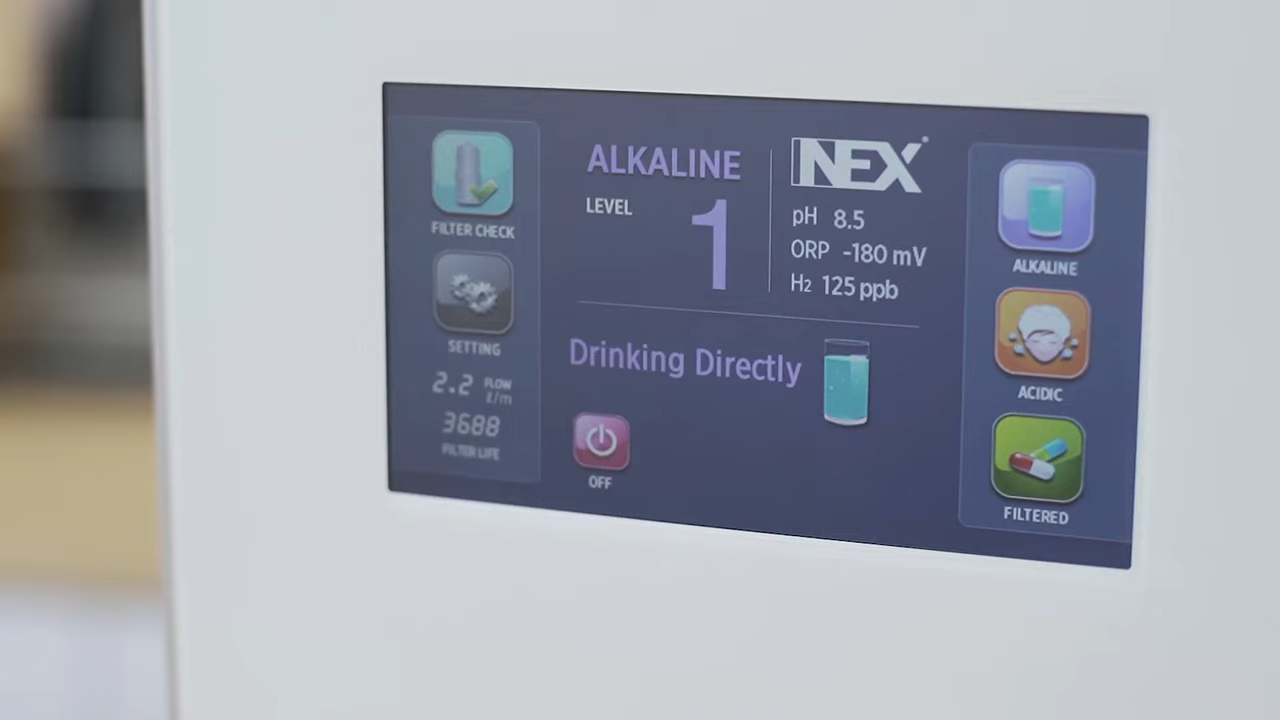 FILTER CHECK
SETTING
2.2 FLOW ℓ/m
3688
FILTER LIFE
ALKALINE
LEVEL 1
NEX®
pH 8.5
ORP -180 mV
H₂ 125 ppb
Drinking Directly
OFF
ALKALINE
ACIDIC
FILTERED